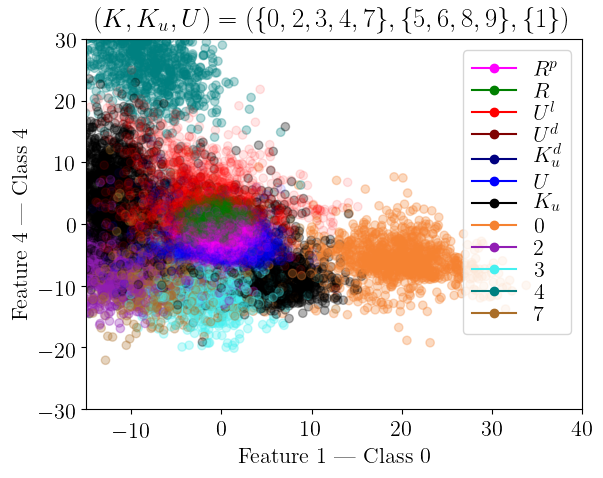 (K, K_u, U) = ({0, 2, 3, 4, 7}, {5, 6, 8, 9}, {1})
30
20
10
0
−10
−20
−30
Feature 4 — Class 4
R^p
R
U^l
U^d
K_u^d
U
K_u
0
2
3
4
7
−10
0
10
20
30
40
Feature 1 — Class 0